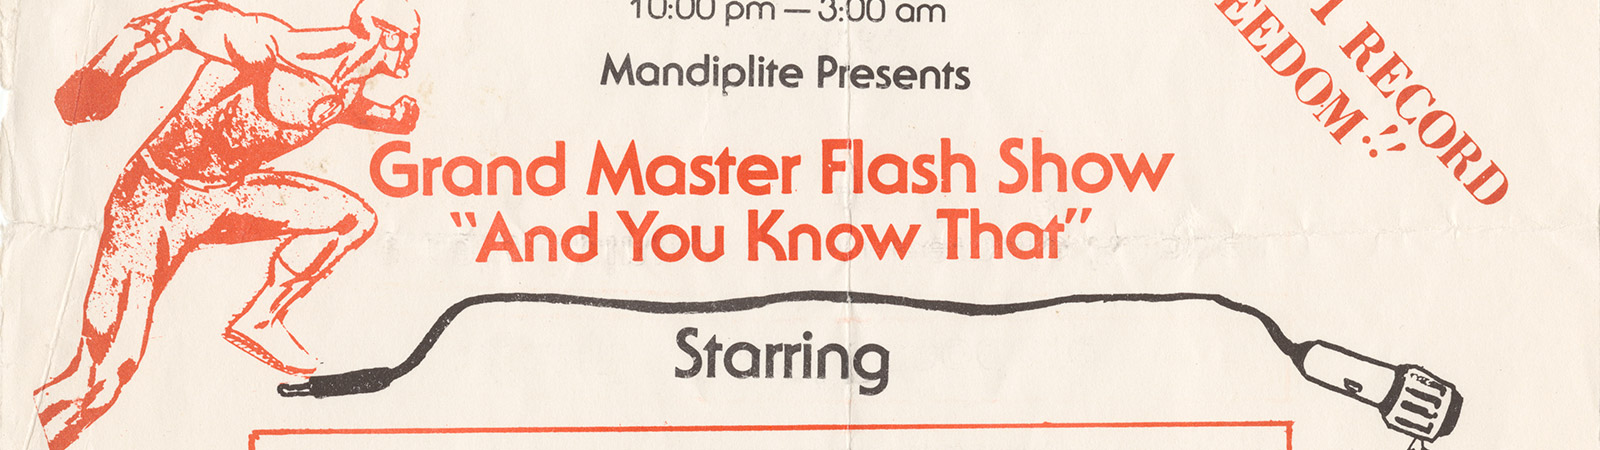 10:00 pm — 3:00 am
Mandiplite Presents
Grand Master Flash Show
“And You Know That”
Starring
1 RECORD
EEDOM!!